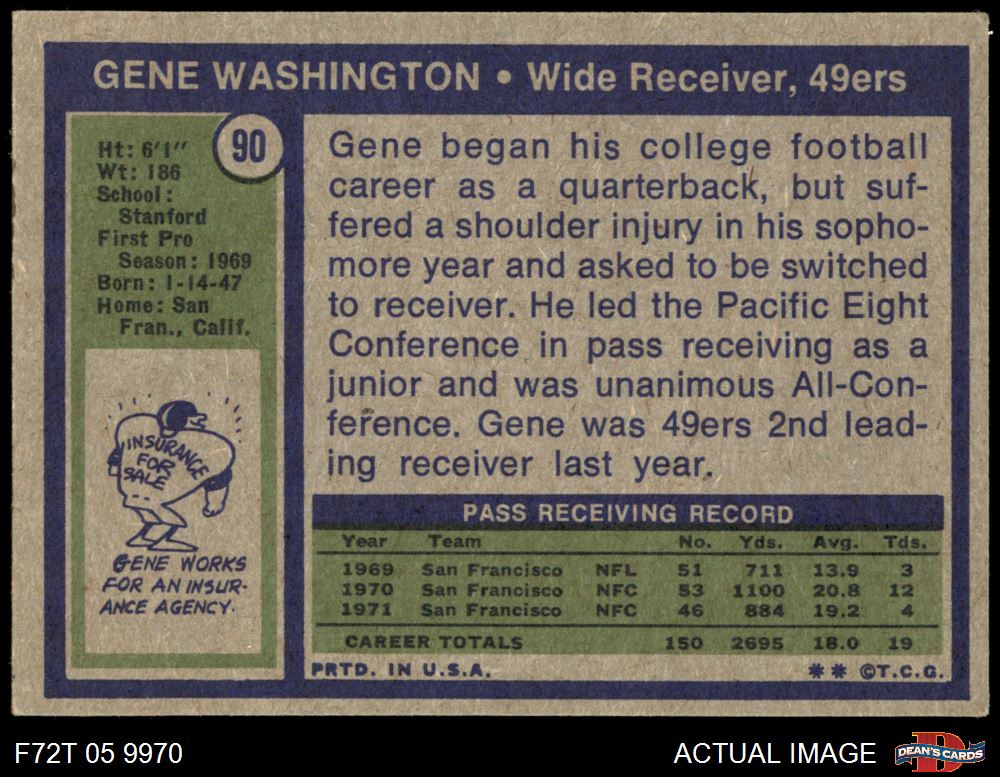 GENE WASHINGTON • Wide Receiver, 49ers
90
Ht: 6'1"
Wt: 186
School:
Stanford
First Pro
Season: 1969
Born: 1-14-47
Home: San
Fran., Calif.
INSURANCE
FOR
SALE
GENE WORKS
FOR AN INSUR-
ANCE AGENCY.
Gene began his college football
career as a quarterback, but suf-
fered a shoulder injury in his sopho-
more year and asked to be switched
to receiver. He led the Pacific Eight
Conference in pass receiving as a
junior and was unanimous All-Con-
ference. Gene was 49ers 2nd lead-
ing receiver last year.
PASS RECEIVING RECORD
Year Team No. Yds. Avg. Tds.
1969 San Francisco NFL 51 711 13.9 3
1970 San Francisco NFC 53 1100 20.8 12
1971 San Francisco NFC 46 884 19.2 4
CAREER TOTALS 150 2695 18.0 19
PRTD. IN U.S.A. ** ©T.C.G.
F72T 05 9970 ACTUAL IMAGE D DEAN'S CARDS